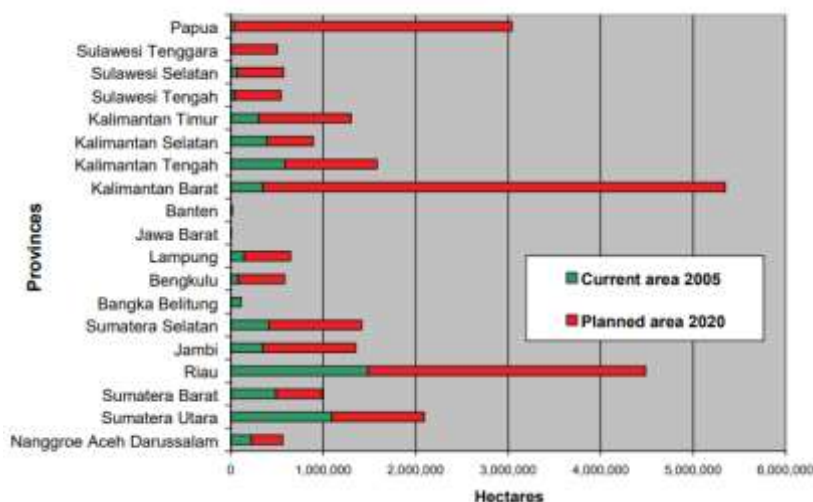 Provinces
Papua
Sulawesi Tenggara
Sulawesi Selatan
Sulawesi Tengah
Kalimantan Timur
Kalimantan Selatan
Kalimantan Tengah
Kalimantan Barat
Banten
Jawa Barat
Lampung
Bengkulu
Bangka Belitung
Sumatera Selatan
Jambi
Riau
Sumatera Barat
Sumatera Utara
Nanggroe Aceh Darussalam
Current area 2005
Planned area 2020
0 1,000,000 2,000,000 3,000,000 4,000,000 5,000,000 6,000,000
Hectares